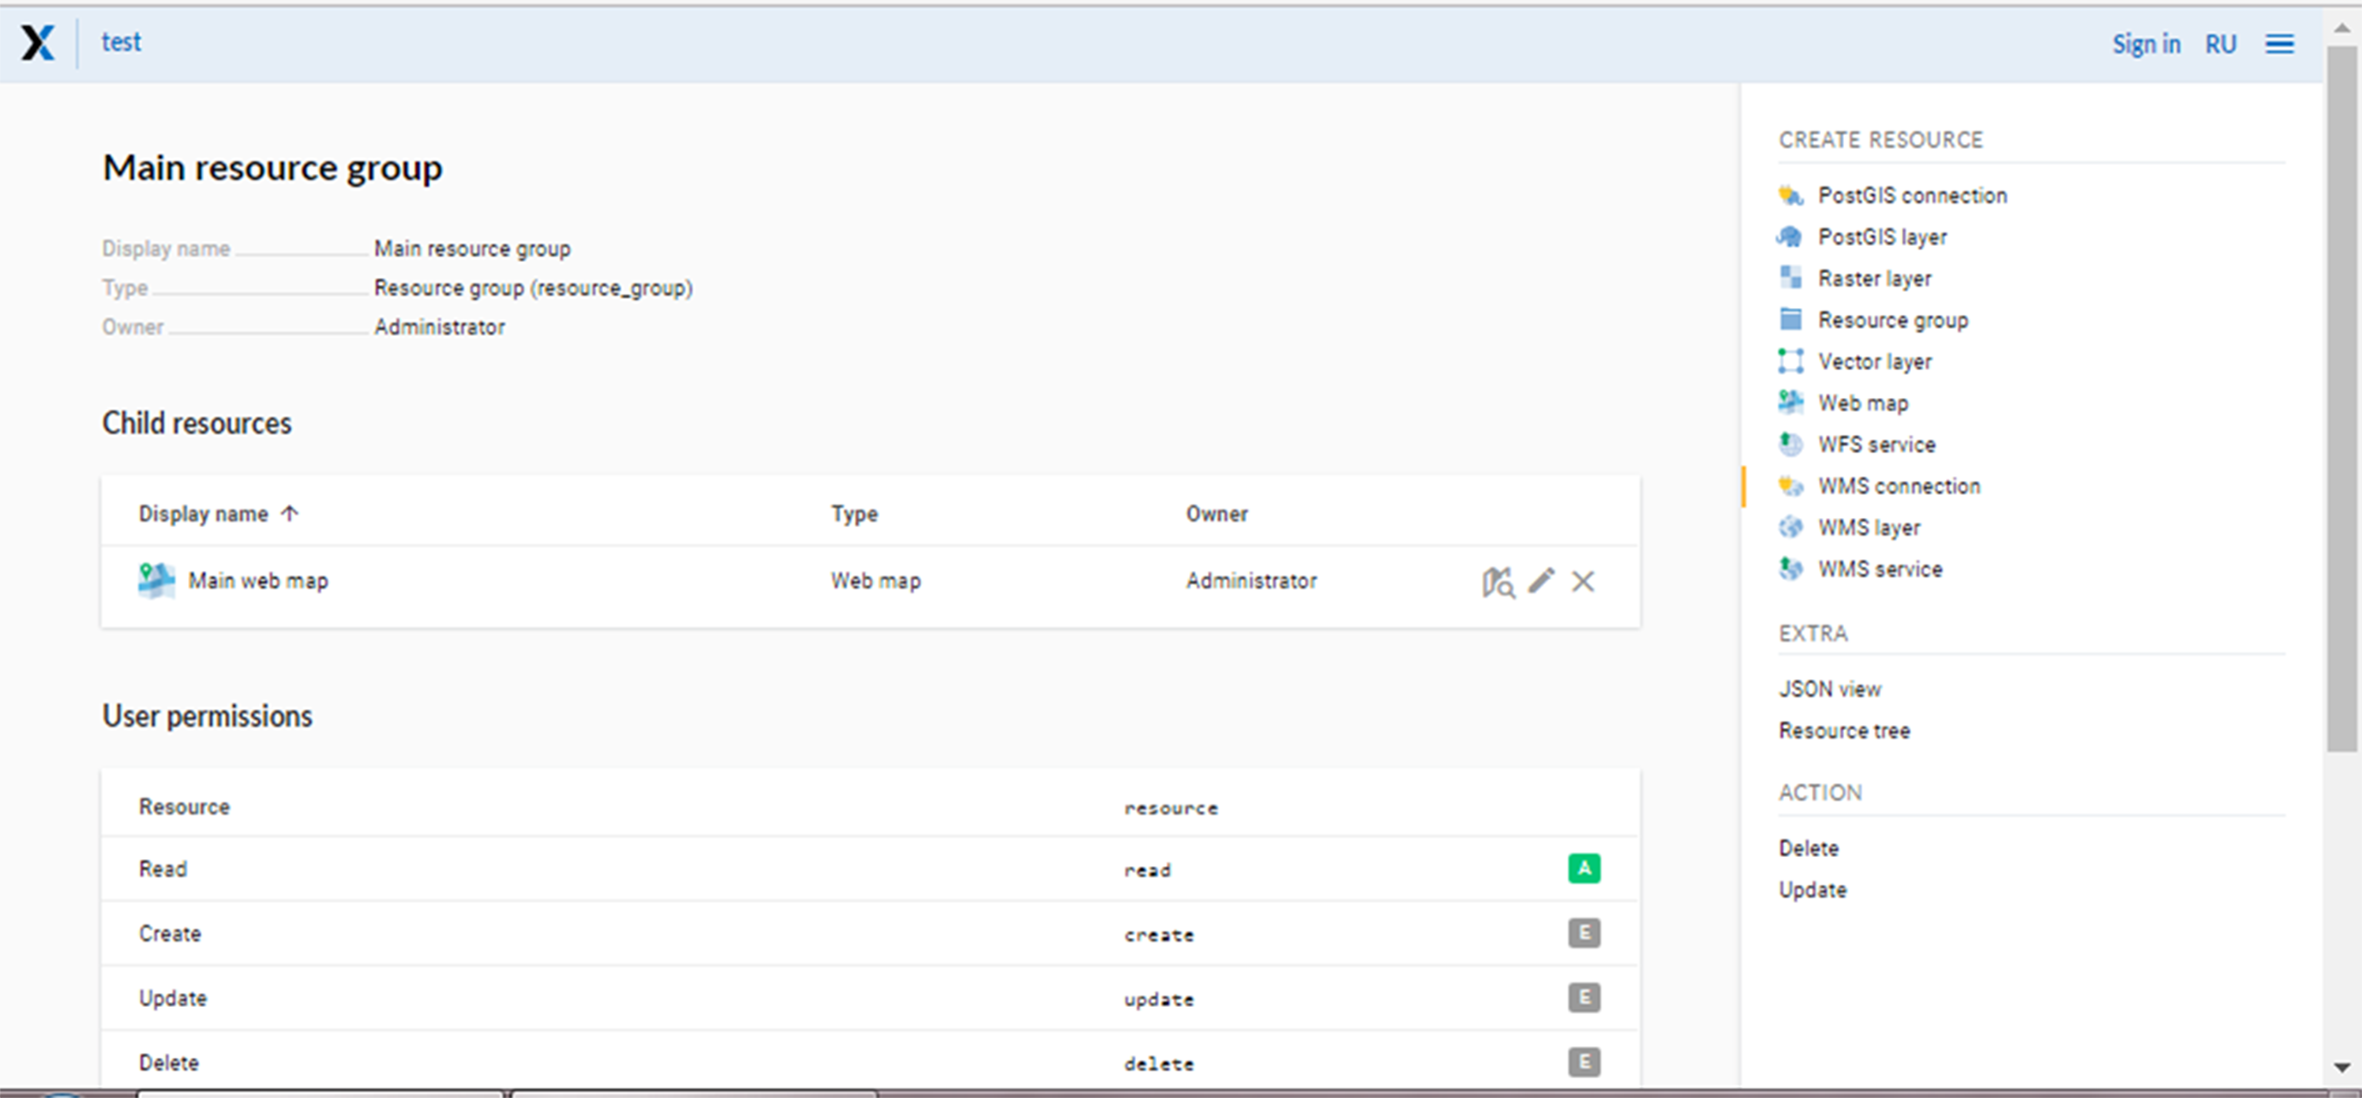 test
Sign in RU
Main resource group
Display name Main resource group
Type Resource group (resource_group)
Owner Administrator
Child resources
Display name ↑ Type Owner
Main web map Web map Administrator
User permissions
Resource resource
Read read A
Create create E
Update update E
Delete delete E
CREATE RESOURCE
PostGIS connection
PostGIS layer
Raster layer
Resource group
Vector layer
Web map
WFS service
WMS connection
WMS layer
WMS service
EXTRA
JSON view
Resource tree
ACTION
Delete
Update